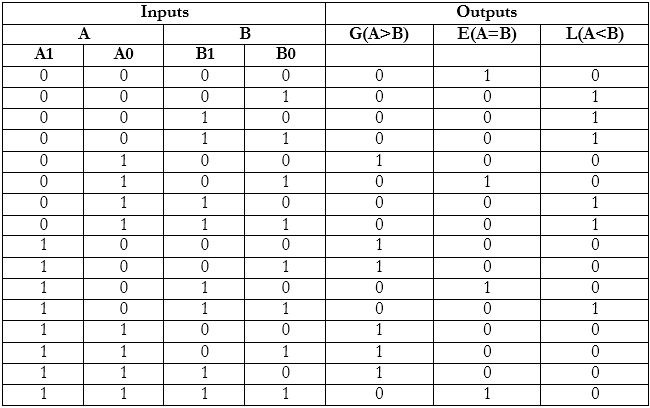 Inputs Outputs
A B G(A>B) E(A=B) L(A<B)
A1 A0 B1 B0
0 0 0 0 0 1 0
0 0 0 1 0 0 1
0 0 1 0 0 0 1
0 0 1 1 0 0 1
0 1 0 0 1 0 0
0 1 0 1 0 1 0
0 1 1 0 0 0 1
0 1 1 1 0 0 1
1 0 0 0 1 0 0
1 0 0 1 1 0 0
1 0 1 0 0 1 0
1 0 1 1 0 0 1
1 1 0 0 1 0 0
1 1 0 1 1 0 0
1 1 1 0 1 0 0
1 1 1 1 0 1 0